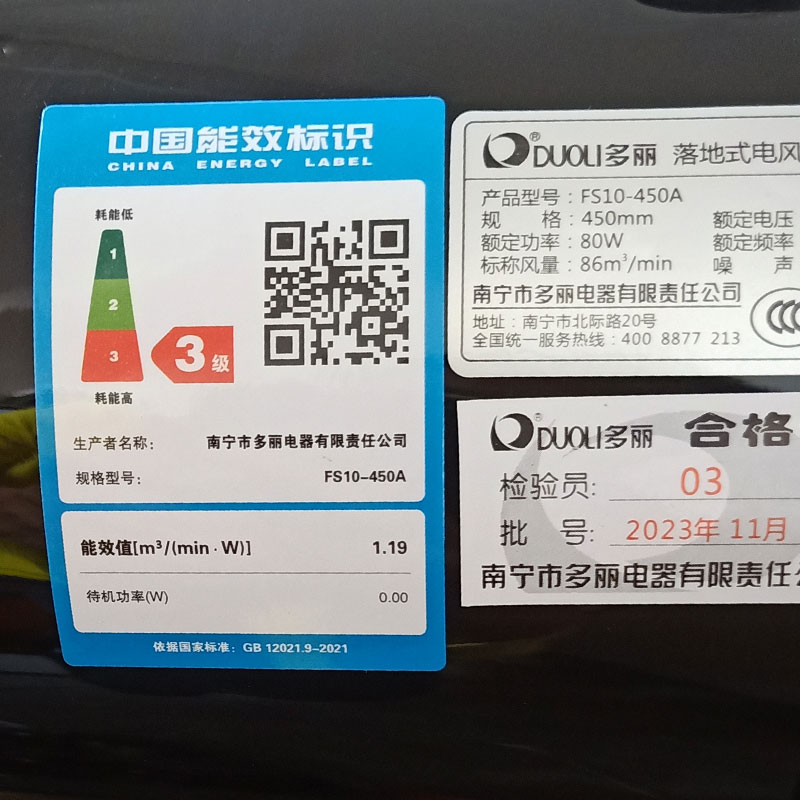 中国能效标识
CHINA ENERGY LABEL
耗能低
1
2
3
3级
耗能高
生产者名称: 南宁市多丽电器有限责任公司
规格型号: FS10-450A
能效值[m³/(min·W)] 1.19
待机功率(W) 0.00
依据国家标准: GB 12021.9-2021
DUOLI多丽® 落地式电风
产品型号: FS10-450A
规 格: 450mm 额定电压
额定功率: 80W 额定频率
标称风量: 86m³/min 噪 声
南宁市多丽电器有限责任公司
地址: 南宁市北际路20号
全国统一服务热线: 400 8877 213
CCC
DUOLI多丽® 合格
检验员: 03
批 号: 2023年 11月
南宁市多丽电器有限责任